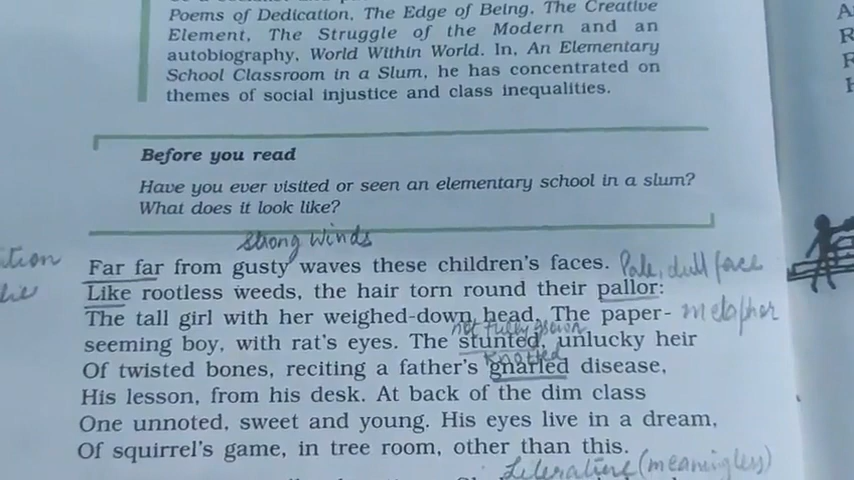 Poems of Dedication, The Edge of Being, The Creative
Element, The Struggle of the Modern and an
autobiography, World Within World. In, An Elementary
School Classroom in a Slum, he has concentrated on
themes of social injustice and class inequalities.
Before you read
Have you ever visited or seen an elementary school in a slum?
What does it look like?
strong winds
Far far from gusty waves these children's faces. Pale, dull face
Like rootless weeds, the hair torn round their pallor:
The tall girl with her weighed-down head. The paper- metaphor
not fully grown
seeming boy, with rat's eyes. The stunted, unlucky heir
knotted
Of twisted bones, reciting a father's gnarled disease,
His lesson, from his desk. At back of the dim class
One unnoted, sweet and young. His eyes live in a dream,
Of squirrel's game, in tree room, other than this.
Literature (meaningless)